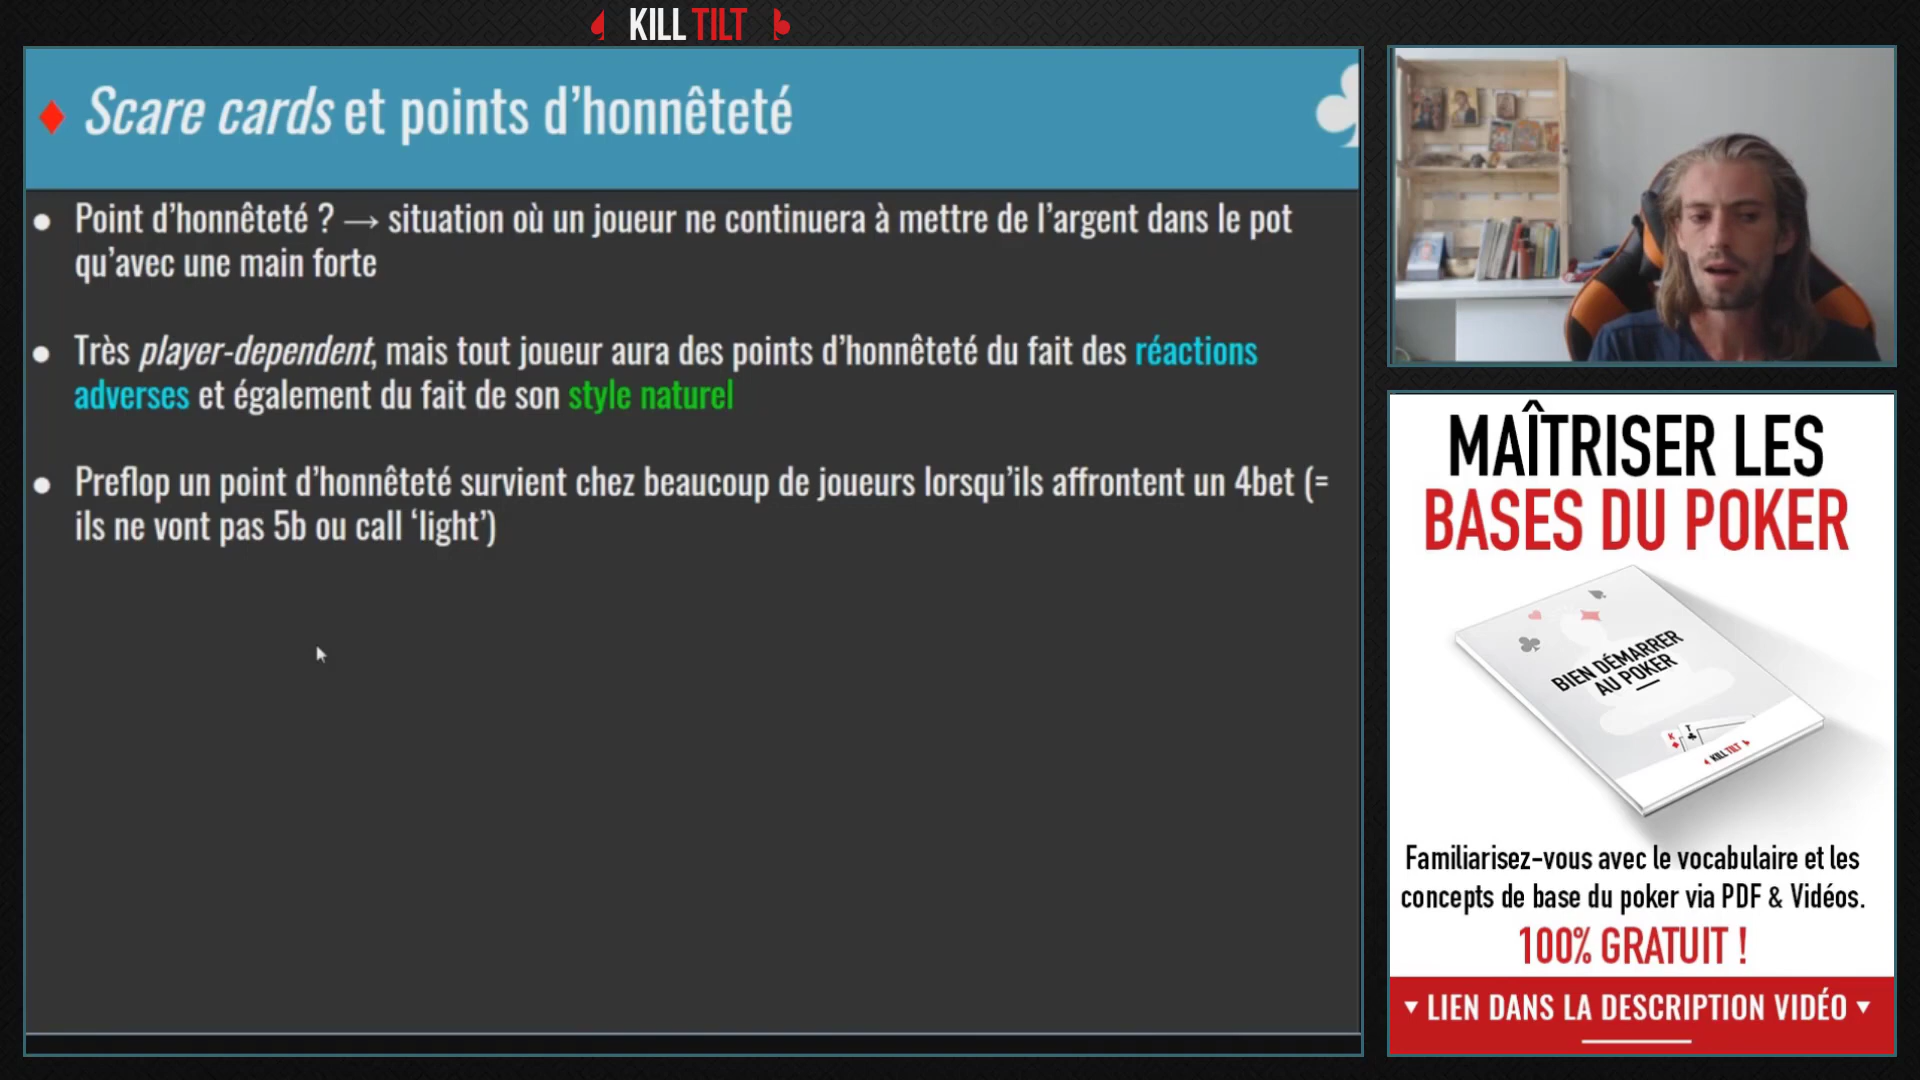 KILL TILT
Scare cards et points d’honnêteté
Point d’honnêteté ? → situation où un joueur ne continuera à mettre de l’argent dans le pot
qu’avec une main forte
Très player-dependent, mais tout joueur aura des points d’honnêteté du fait des réactions
adverses et également du fait de son style naturel
Preflop un point d’honnêteté survient chez beaucoup de joueurs lorsqu’ils affrontent un 4bet (=
ils ne vont pas 5b ou call ‘light’)
MAÎTRISER LES
BASES DU POKER
BIEN DÉMARRER
AU POKER
K T
KILL TILT
Familiarisez-vous avec le vocabulaire et les
concepts de base du poker via PDF & Vidéos.
100% GRATUIT !
LIEN DANS LA DESCRIPTION VIDÉO